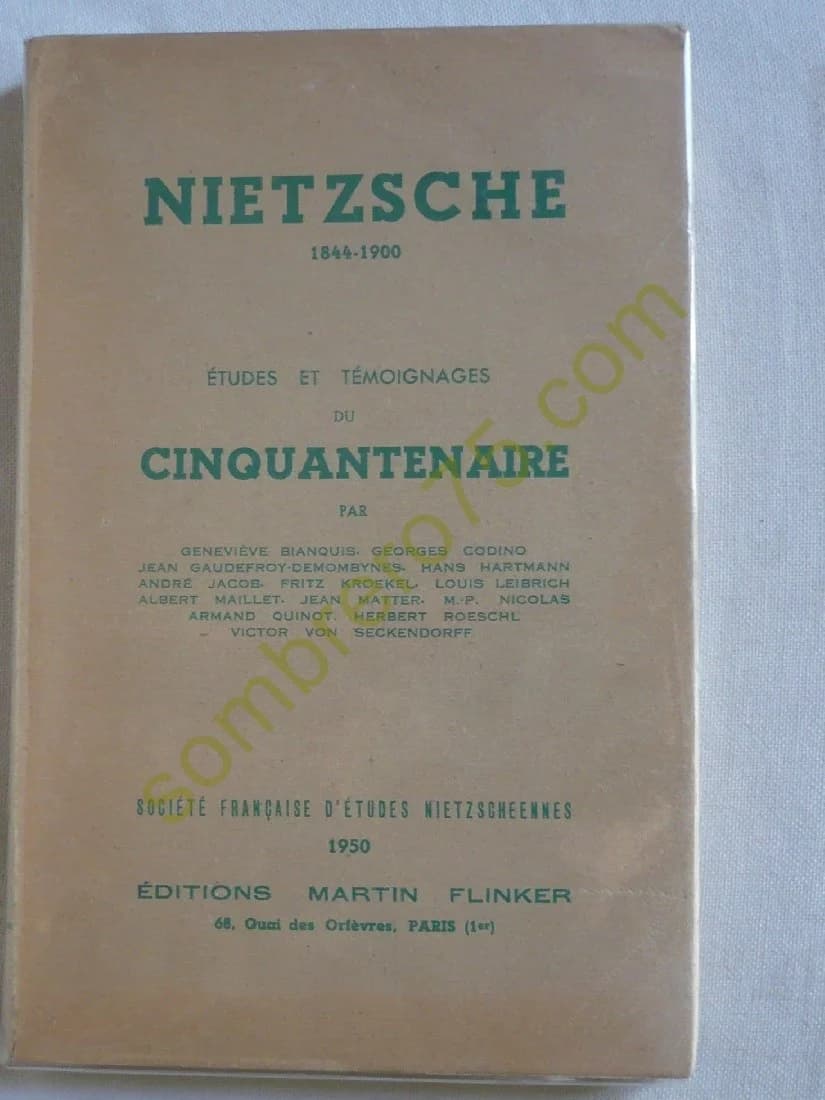 NIETZSCHE
1844-1900
ÉTUDES ET TÉMOIGNAGES
DU
CINQUANTENAIRE
PAR
GENEVIÈVE BIANQUIS. GEORGES CODINO
JEAN GAUDEFROY-DEMOMBYNES. HANS HARTMANN
ANDRÉ JACOB. FRITZ KROEKEL. LOUIS LEIBRICH
ALBERT MAILLET. JEAN MATTER. M.-P. NICOLAS
ARMAND QUINOT. HERBERT ROESCHL
VICTOR VON SECKENDORFF
SOCIÉTÉ FRANÇAISE D'ÉTUDES NIETZSCHEENNES
1950
ÉDITIONS MARTIN FLINKER
68, Quai des Orfèvres, PARIS (1er)
sombrero75.com